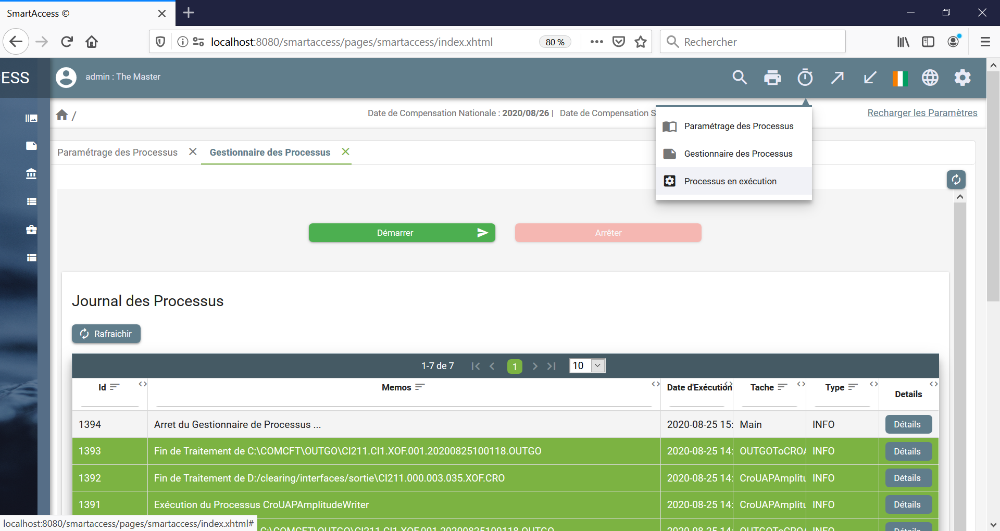 SmartAccess ©
localhost:8080/smartaccess/pages/smartaccess/index.xhtml
80 %
Rechercher
ESS
admin : The Master
/
Date de Compensation Nationale : 2020/08/26 | Date de Compensation S
Recharger les Paramètres
Paramétrage des Processus
Gestionnaire des Processus
Processus en exécution
Paramétrage des Processus
Gestionnaire des Processus
Démarrer
Arrêter
Journal des Processus
Rafraichir
1-7 de 7
1
10
Id Memos Date d'Exécution Tache Type Details
1394 Arret du Gestionnaire de Processus ... 2020-08-25 15: Main INFO Détails
1393 Fin de Traitement de C:\COMCFT\OUTGO\CI211.CI1.XOF.001.20200825100118.OUTGO 2020-08-25 14: OUTGOToCROA INFO Détails
1392 Fin de Traitement de D:/clearing/interfaces/sortie\CI211.000.003.035.XOF.CRO 2020-08-25 14: CroUAPAmplitu INFO Détails
1391 Exécution du Processus CroUAPAmplitudeWriter 2020-08-25 14: CroUAPAmplitu INFO Détails
C:\COMCFT\OUTGO\CI211.CI1.XOF.001.20200825100118.OUTGO 2020-08-25 14: OUTGOToCROA INFO Détails
localhost:8080/smartaccess/pages/smartaccess/index.xhtml#